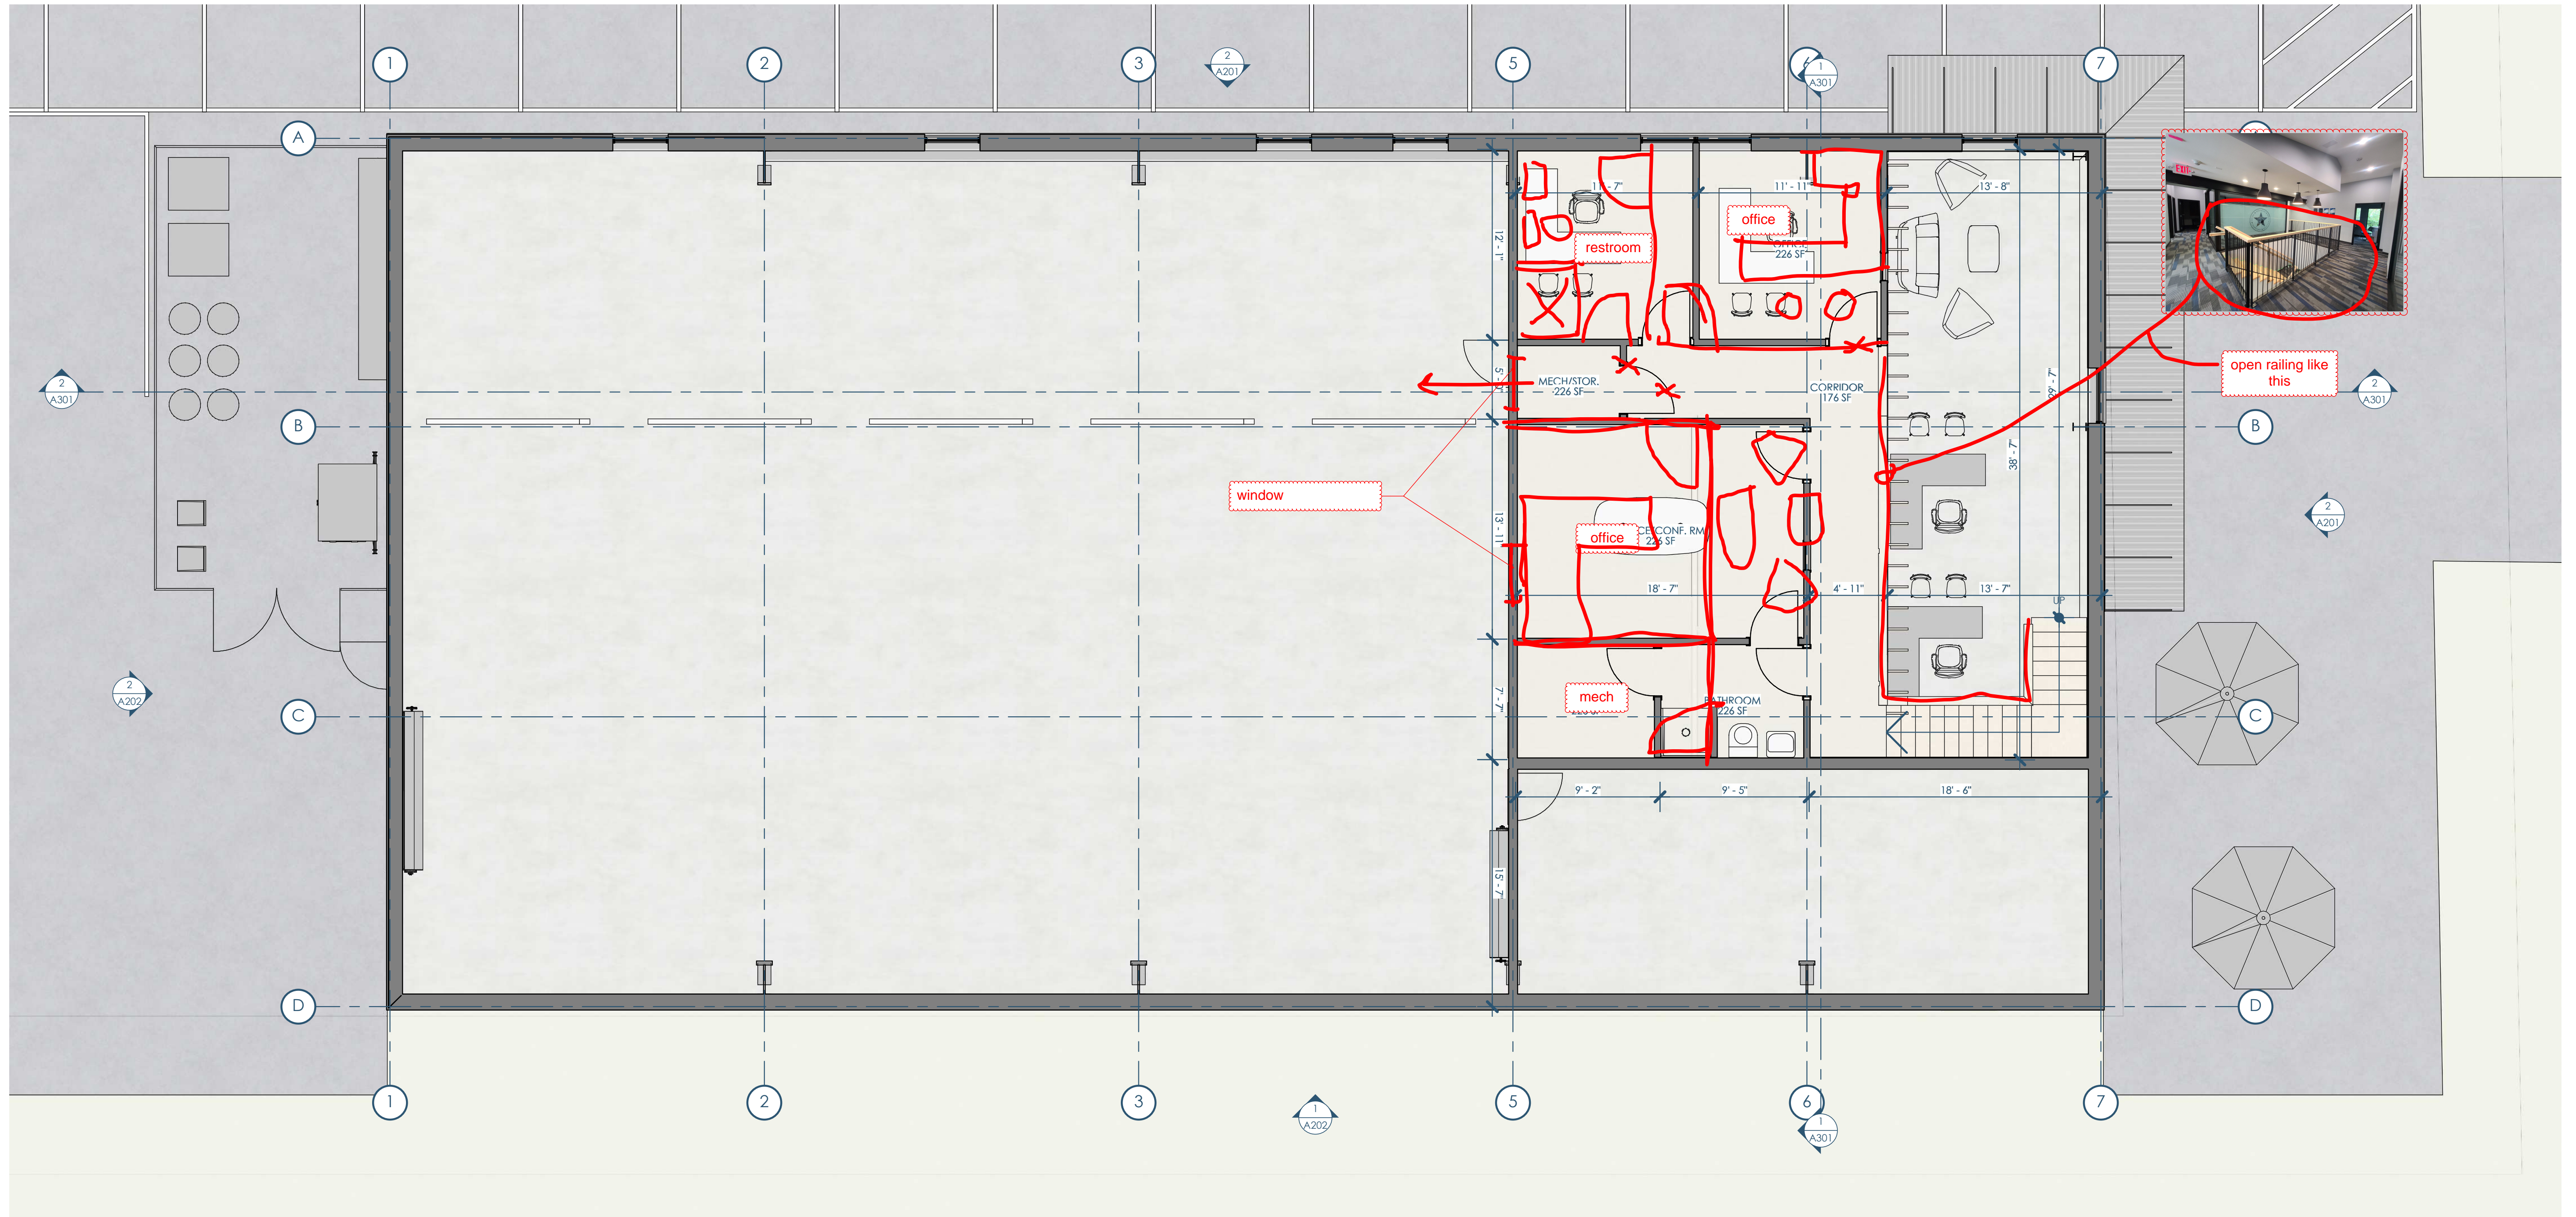 1
2
3
5
6
7
2
A201
1
A301
A
EXIT
11' - 11"
13' - 8"
office
OFFICE
226 SF
restroom
12' - 1"
open railing like
this
2
A301
MECH/STOR.
226 SF
CORRIDOR
176 SF
29' - 7"
2
A301
B
B
38' - 7"
window
13' - 11"
office
CONF. RM
226 SF
2
A201
18' - 7"
4' - 11"
13' - 7"
UP
2
A202
mech
BATHROOM
226 SF
7' - 7"
C
C
9' - 2"
9' - 5"
18' - 6"
15' - 7"
D
D
1
2
3
5
6
7
1
A202
1
A301